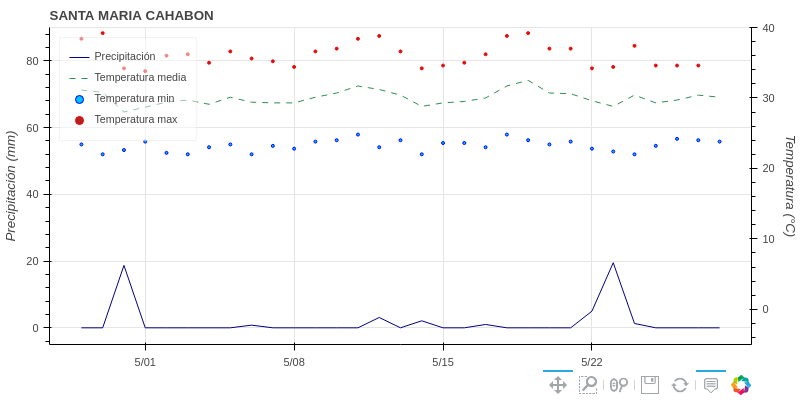 SANTA MARIA CAHABON
Precipitación
Temperatura media
Temperatura min
Temperatura max
Precipitación (mm)
80
60
40
20
0
Temperatura (°C)
40
30
20
10
0
5/01
5/08
5/15
5/22